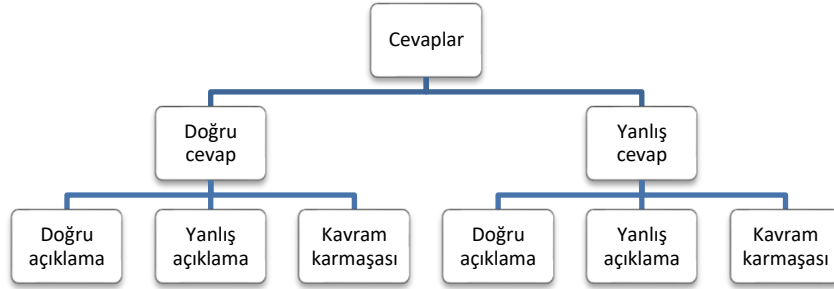 Cevaplar
Doğru
cevap
Yanlış
cevap
Doğru
açıklama
Yanlış
açıklama
Kavram
karmaşası
Doğru
açıklama
Yanlış
açıklama
Kavram
karmaşası